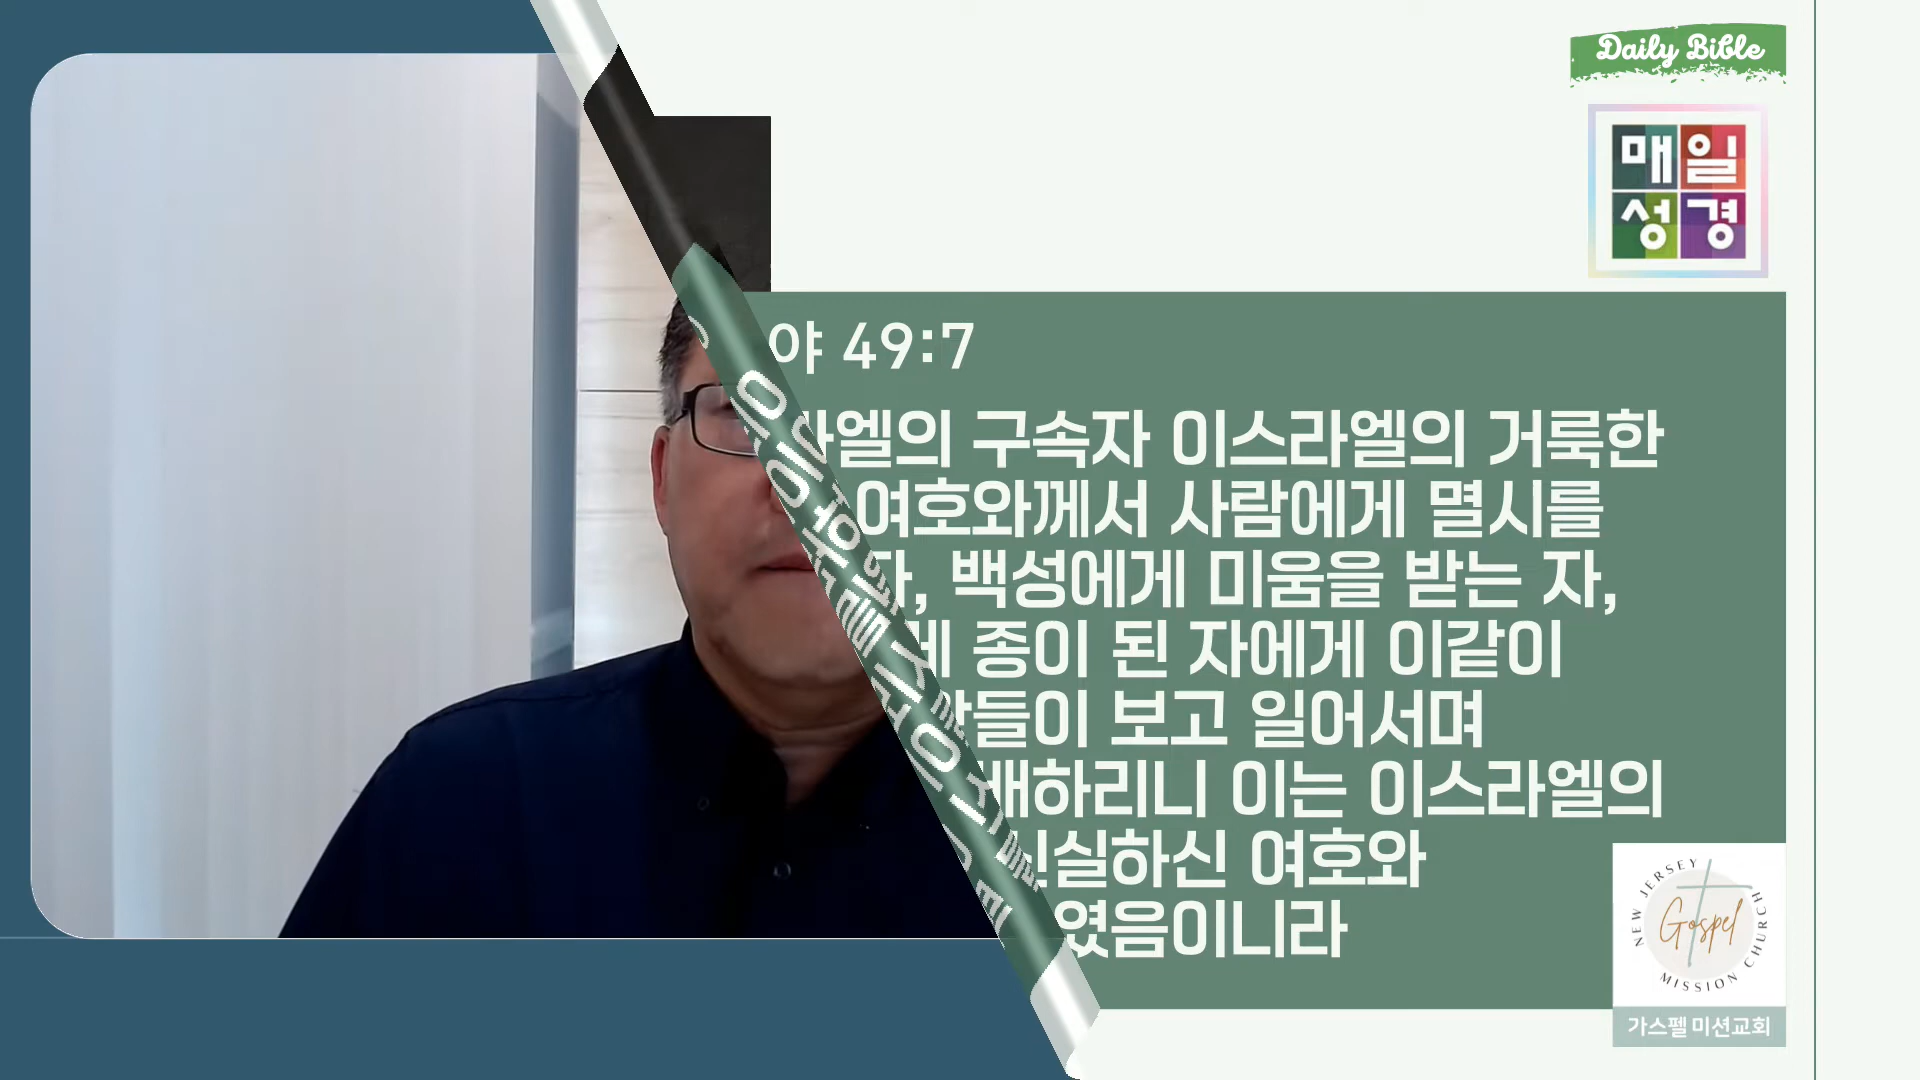 Daily Bible
매일
성경
야 49:7
라엘의 구속자 이스라엘의 거룩한
여호와께서 사람에게 멸시를
자, 백성에게 미움을 받는 자,
에게 종이 된 자에게 이같이
들이 보고 일어서며
배하리니 이는 이스라엘의
신실하신 여호와
였음이니라
NEW JERSEY
Gospel
MISSION CHURCH
가스펠 미션교회